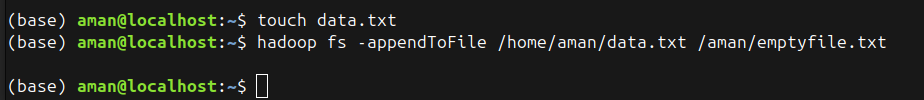 (base) aman@localhost:~$ touch data.txt
(base) aman@localhost:~$ hadoop fs -appendToFile /home/aman/data.txt /aman/emptyfile.txt
(base) aman@localhost:~$